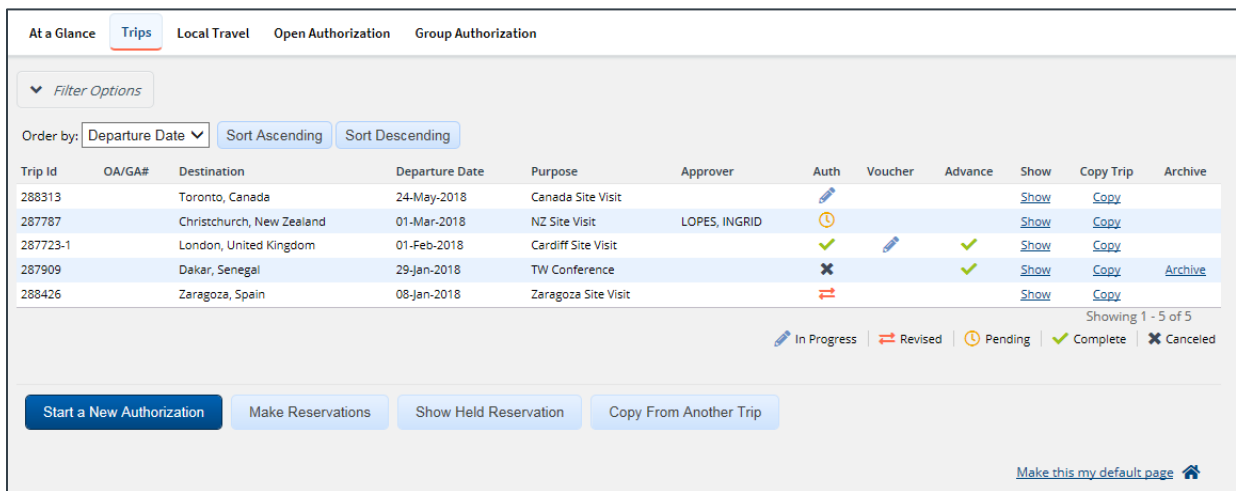 At a Glance Trips Local Travel Open Authorization Group Authorization
Filter Options
Order by: Departure Date Sort Ascending Sort Descending
Trip Id OA/GA# Destination Departure Date Purpose Approver Auth Voucher Advance Show Copy Trip Archive
288313 Toronto, Canada 24-May-2018 Canada Site Visit Show Copy
287787 Christchurch, New Zealand 01-Mar-2018 NZ Site Visit LOPES, INGRID Show Copy
287723-1 London, United Kingdom 01-Feb-2018 Cardiff Site Visit Show Copy
287909 Dakar, Senegal 29-Jan-2018 TW Conference Show Copy Archive
288426 Zaragoza, Spain 08-Jan-2018 Zaragoza Site Visit Show Copy
Showing 1 - 5 of 5
In Progress Revised Pending Complete Canceled
Start a New Authorization Make Reservations Show Held Reservation Copy From Another Trip
Make this my default page